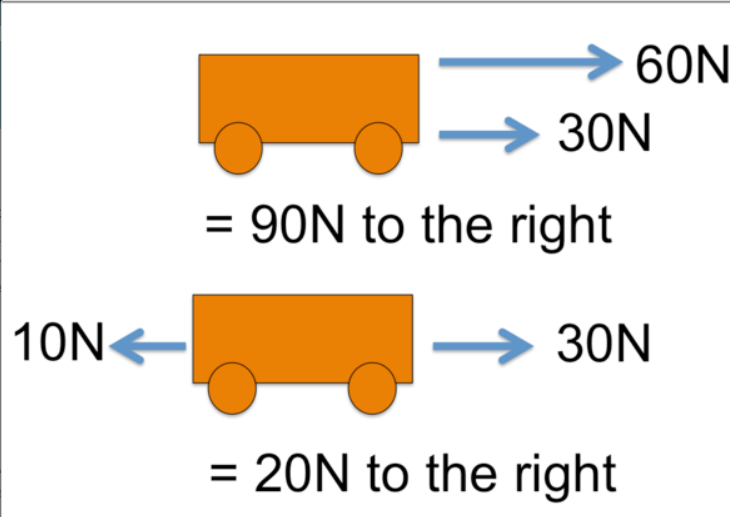 60N
30N
= 90N to the right
10N 30N
= 20N to the right